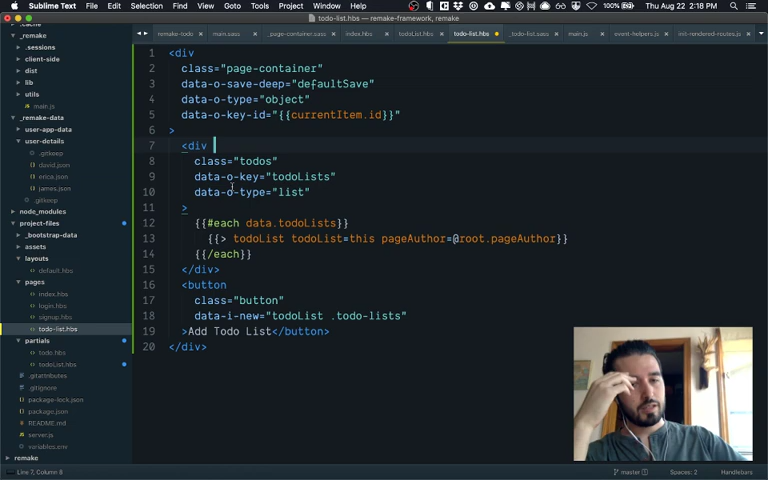 Sublime Text File Edit Selection Find View Goto Tools Project Window Help 100% Thu Aug 22 2:18 PM
todo-list.hbs — remake-framework, remake
remake-todo main.sass _page-container.sass index.hbs todoList.hbs todo-list.hbs _todo-list.sass main.js event-helpers.js init-rendered-routes.js
.cache
_remake
.sessions
client-side
dist
lib
utils
main.js
_remake-data
user-app-data
user-details
.gitkeep
david.json
erica.json
james.json
.gitkeep
node_modules
project-files
_bootstrap-data
assets
layouts
default.hbs
pages
index.hbs
login.hbs
signup.hbs
todo-list.hbs
partials
todo.hbs
todoList.hbs
.gitattributes
.gitignore
package-lock.json
package.json
README.md
server.js
variables.env
remake
1 <div
2 class="page-container"
3 data-o-save-deep="defaultSave"
4 data-o-type="object"
5 data-o-key-id="{{currentItem.id}}"
6 >
7 <div
8 class="todos"
9 data-o-key="todoLists"
10 data-o-type="list"
11 >
12 {{#each data.todoLists}}
13 {{> todoList todoList=this pageAuthor=@root.pageAuthor}}
14 {{/each}}
15 </div>
16 <button
17 class="button"
18 data-i-new="todoList .todo-lists"
19 >Add Todo List</button>
20 </div>
Line 7, Column 8 master Spaces: 2 Handlebars